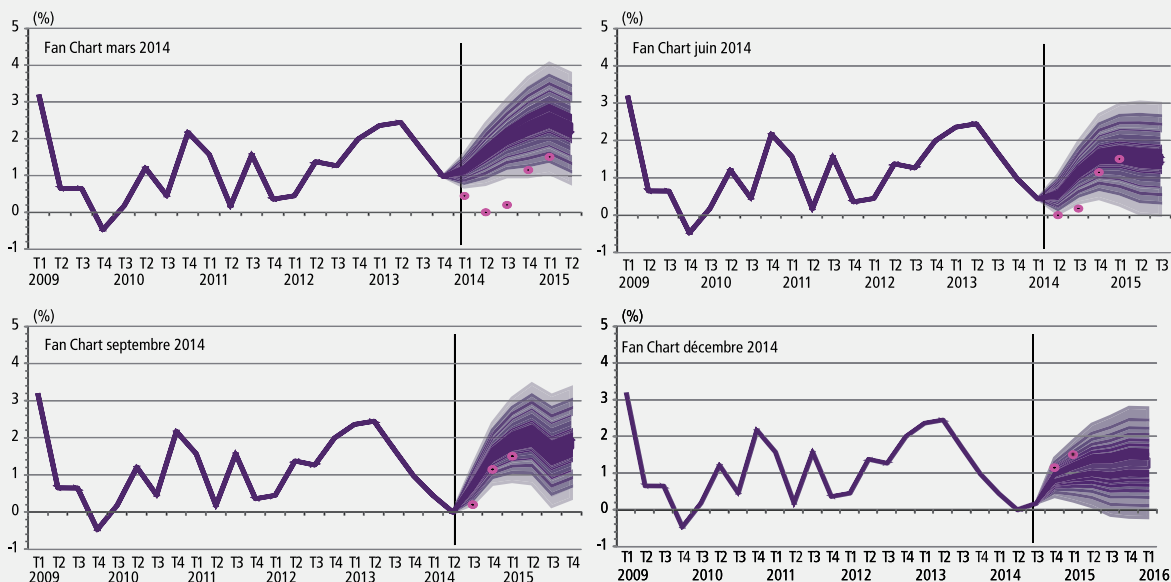 (%)
Fan Chart mars 2014
5
4
3
2
1
0
-1
T1 T2 T3 T4 T3 T2 T3 T4 T1 T2 T3 T4 T1 T2 T3 T4 T1 T2 T3 T4 T1 T2 T3 T4 T1 T2
2009 2010 2011 2012 2013 2014 2015
(%)
Fan Chart juin 2014
5
4
3
2
1
0
-1
T1 T2 T3 T4 T3 T2 T3 T4 T1 T2 T3 T4 T1 T2 T3 T4 T1 T2 T3 T4 T1 T2 T3 T4 T1 T2 T3
2009 2010 2011 2012 2013 2014 2015
(%)
Fan Chart septembre 2014
5
4
3
2
1
0
-1
T1 T2 T3 T4 T3 T2 T3 T4 T1 T2 T3 T4 T1 T2 T3 T4 T1 T2 T3 T4 T1 T2 T3 T4 T1 T2 T3 T4
2009 2010 2011 2012 2013 2014 2015
(%)
Fan Chart décembre 2014
5
4
3
2
1
0
-1
T1 T2 T3 T4 T3 T2 T3 T4 T1 T2 T3 T4 T1 T2 T3 T4 T1 T2 T3 T4 T1 T2 T3 T4 T1 T2 T3 T4 T1
2009 2010 2011 2012 2013 2014 2015 2016